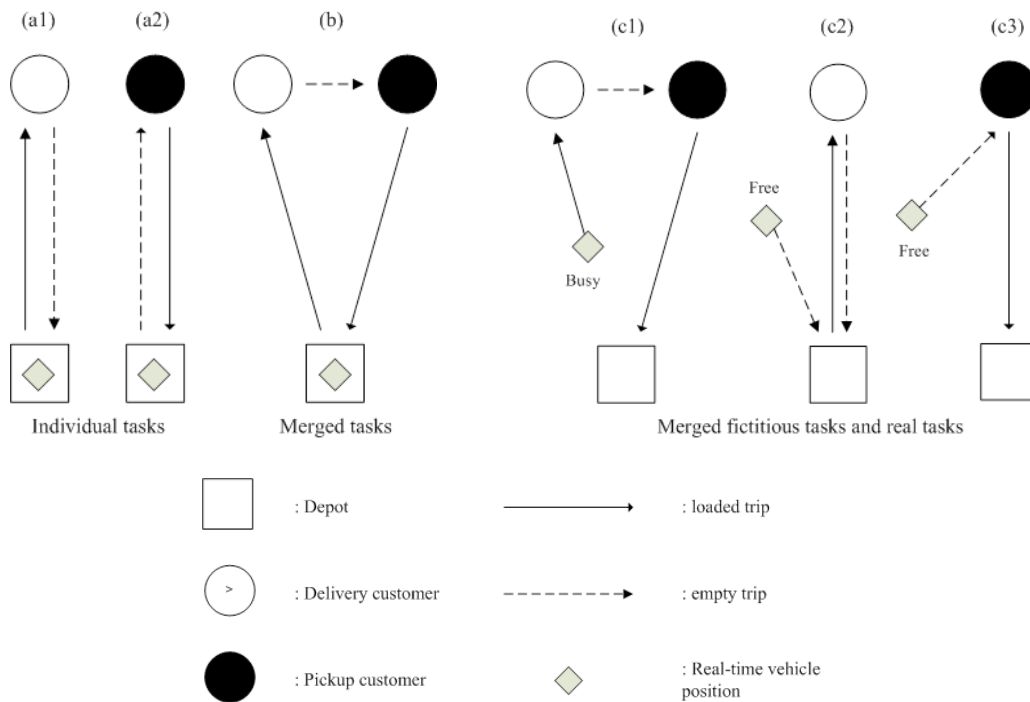 (a1) (a2) (b) (c1) (c2) (c3)
Free
Free
Busy
Individual tasks Merged tasks Merged fictitious tasks and real tasks
: Depot : loaded trip
> : Delivery customer : empty trip
: Pickup customer : Real-time vehicle
position